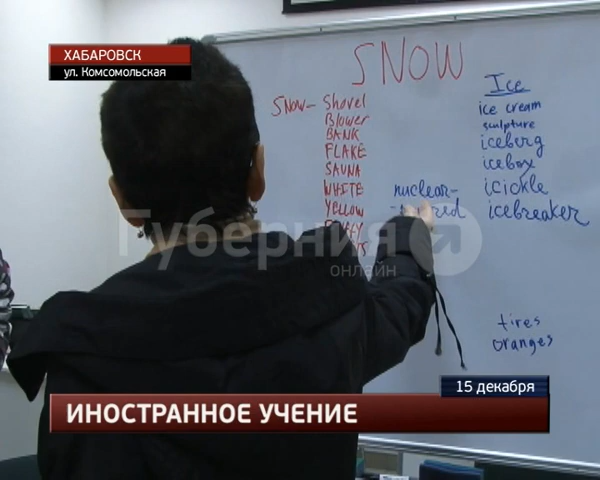 ХАБАРОВСК
ул. Комсомольская
SNOW
SNOW- Shovel
Blower
BANK
FLAKE
SAUNA
WHITE
YELLOW
Ice
ice cream
sculpture
iceberg
icebox
icicle
icebreaker
nuclear-
Губерния
онлайн
tires
oranges
15 декабря
ИНОСТРАННОЕ УЧЕНИЕ